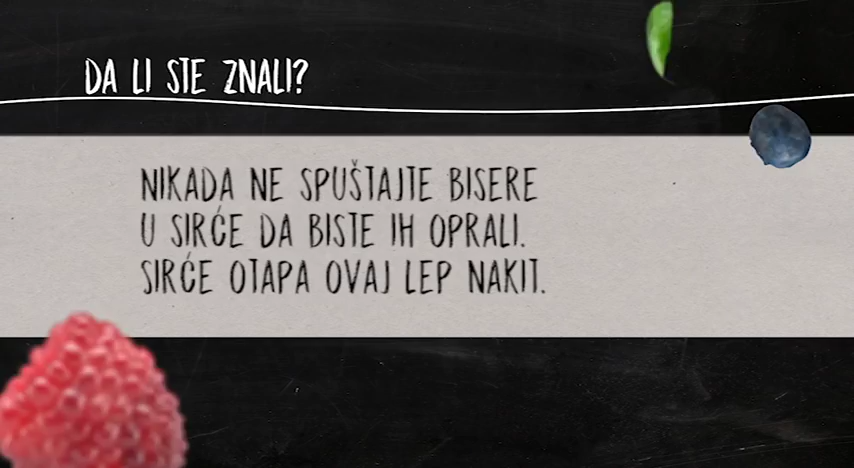 DA LI STE ZNALI?
NIKADA NE SPUŠTAJTE BISERE
U SIRĆE DA BISTE IH OPRALI.
SIRĆE OTAPA OVAJ LEP NAKIT.